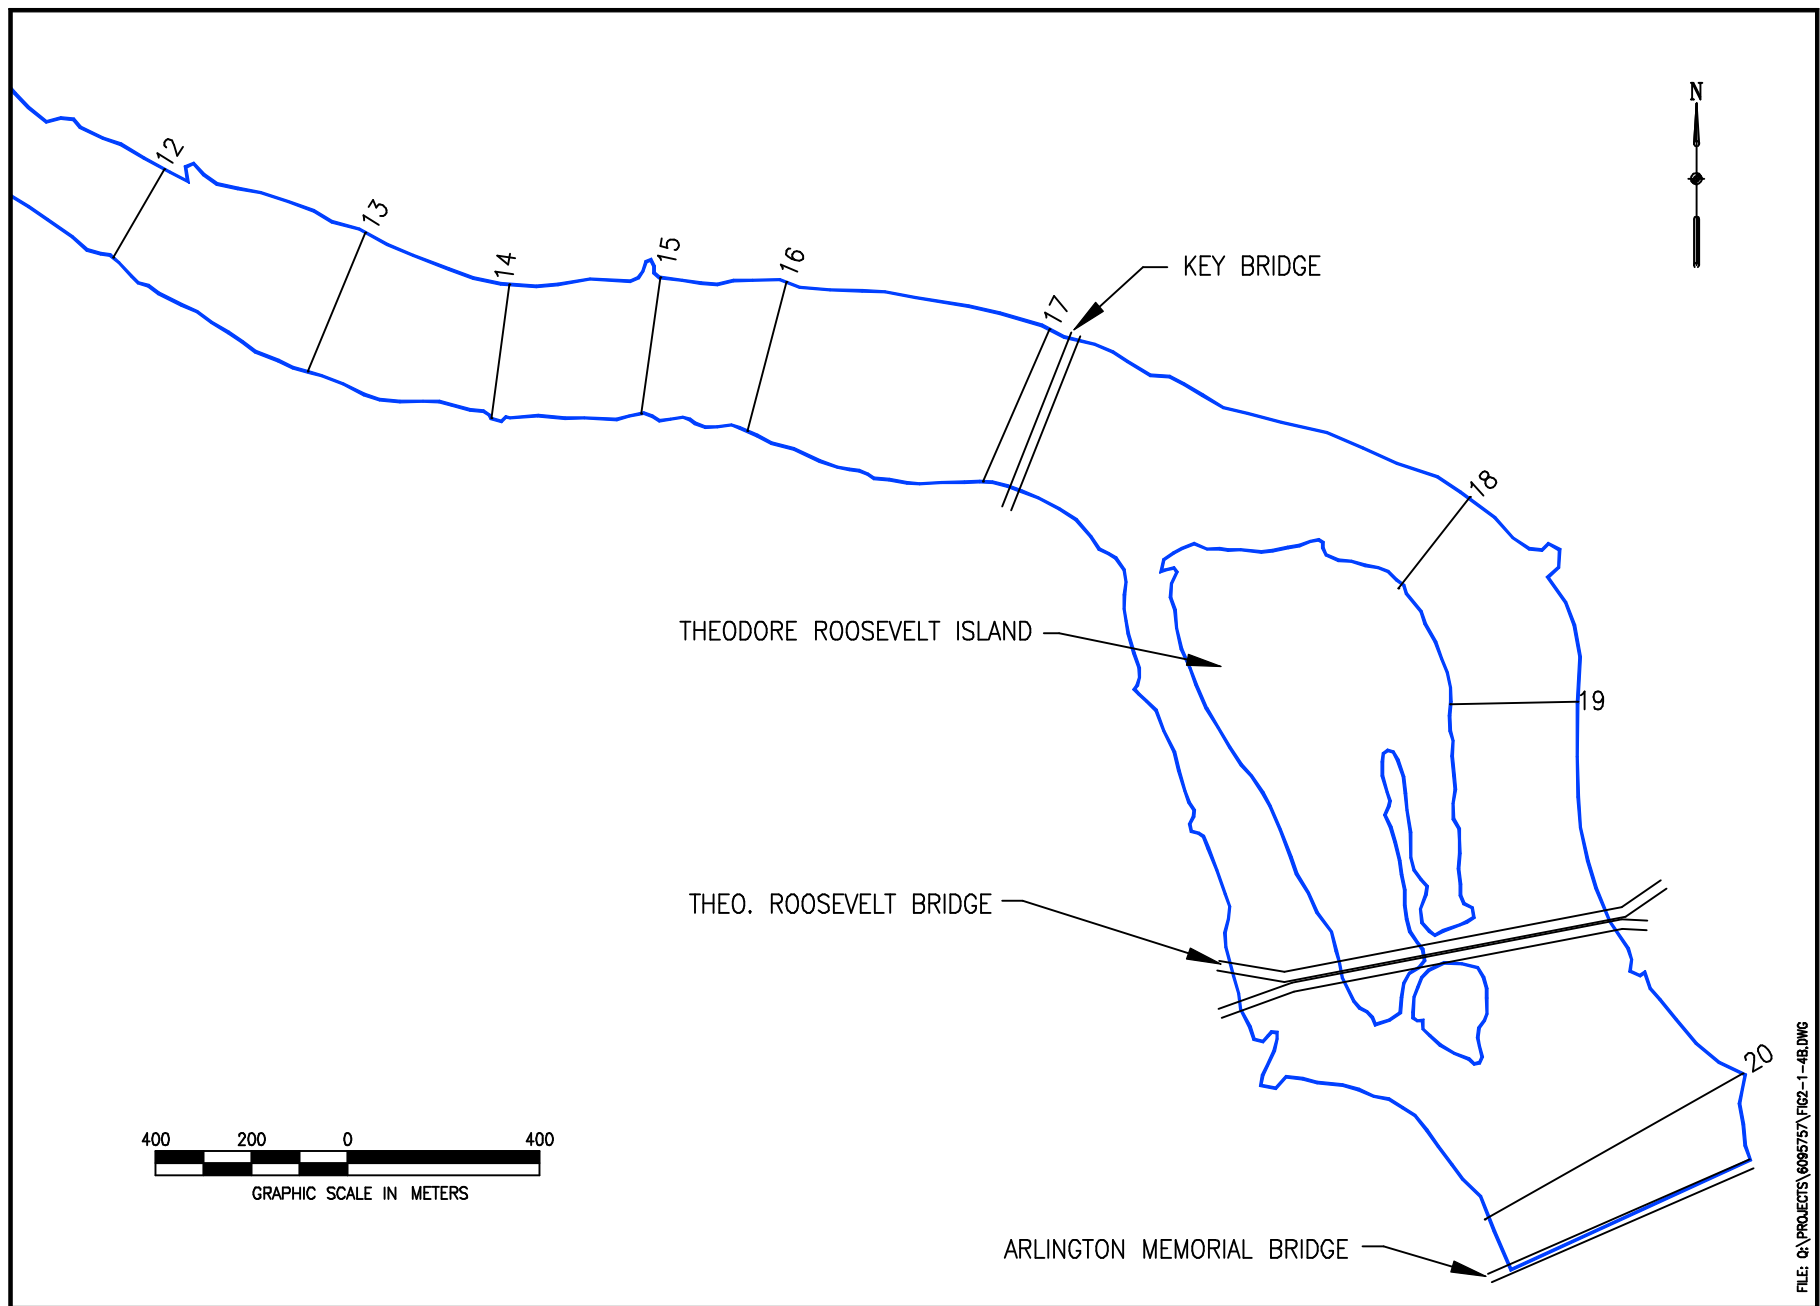 N
12
13
14
15
16
17
KEY BRIDGE
18
THEODORE ROOSEVELT ISLAND
19
THEO. ROOSEVELT BRIDGE
20
400 200 0 400
GRAPHIC SCALE IN METERS
ARLINGTON MEMORIAL BRIDGE
FILE: Q:\PROJECTS\6095757\FIG2-1-4B.DWG